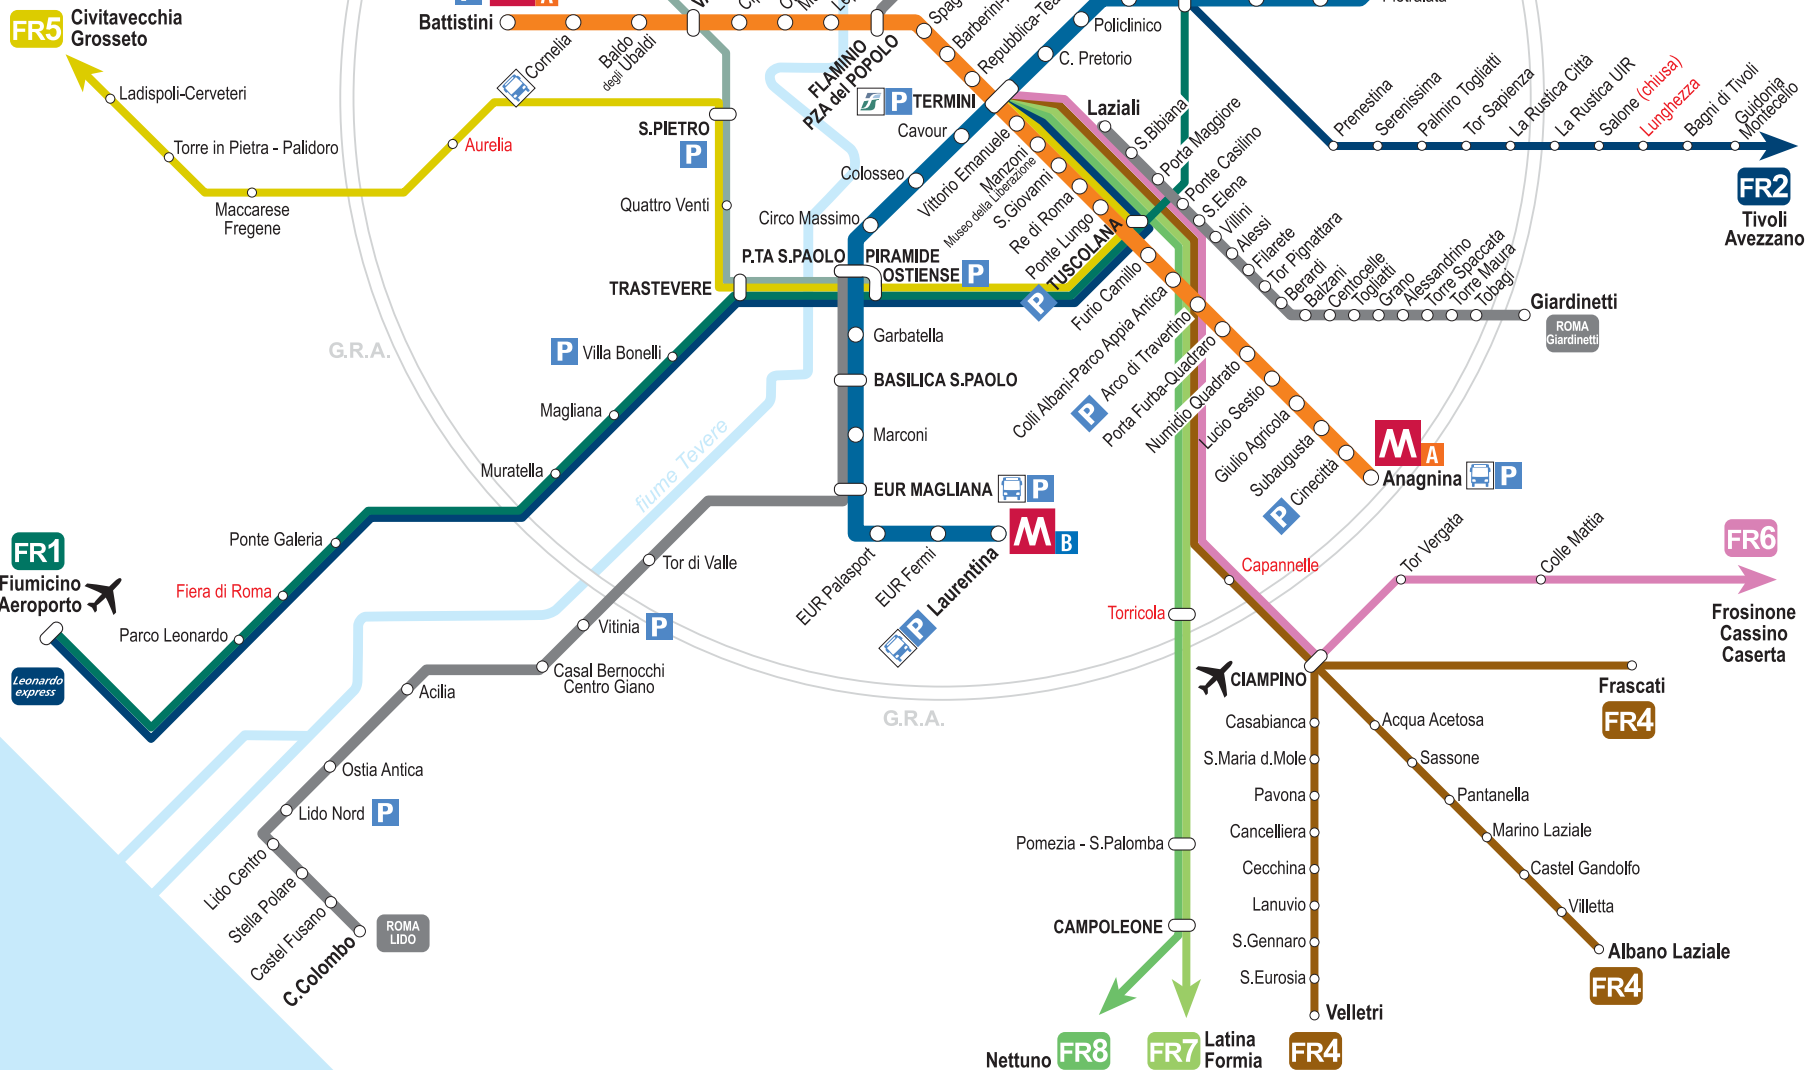 FR5 Civitavecchia
Grosseto
Ladispoli-Cerveteri
Torre in Pietra - Palidoro
Maccarese
Fregene
Aurelia
Battistini
A
Cornelia
Baldo
degli Ubaldi
S.PIETRO
P
Quattro Venti
TRASTEVERE
FLAMINIO
PZA del POPOLO
Policlinico
C. Pretorio
P TERMINI
Cavour
Colosseo
Circo Massimo
P.TA S.PAOLO
PIRAMIDE
OSTIENSE P
Garbatella
BASILICA S.PAOLO
Marconi
EUR MAGLIANA P
EUR Palasport
EUR Fermi
Laurentina
P
M B
Vittorio Emanuele
Manzoni
Museo della Liberazione
S.Giovanni
Re di Roma
Ponte Lungo
P TUSCOLANA
Furio Camillo
Colli Albani-Parco Appia Antica
P Arco di Travertino
Porta Furba-Quadraro
Numidio Quadrato
Lucio Sestio
Giulio Agricola
Subaugusta
P Cinecittà
M A
Anagnina P
Laziali
S.Bibiana
Porta Maggiore
Ponte Casilino
S.Elena
Villini
Alessi
Filarete
Tor Pignattara
Berardi
Balzani
Centocelle
Togliatti
Grano
Alessandrino
Torre Spaccata
Torre Maura
Tobagi
Giardinetti
ROMA
Giardinetti
Prenestina
Serenissima
Palmiro Togliatti
Tor Sapienza
La Rustica Città
La Rustica UIR
Salone (chiusa)
Lunghezza
Bagni di Tivoli
Guidonia
Montecelio
FR2
Tivoli
Avezzano
G.R.A.
P Villa Bonelli
Magliana
Muratella
fiume Tevere
Ponte Galeria
Fiera di Roma
Parco Leonardo
FR1
Fiumicino
Aeroporto
Leonardo
express
Tor di Valle
Vitinia P
Casal Bernocchi
Centro Giano
Acilia
Ostia Antica
Lido Nord P
Lido Centro
Stella Polare
Castel Fusano
C.Colombo
ROMA
LIDO
G.R.A.
Capannelle
Torricola
Tor Vergata
Colle Mattia
FR6
Frosinone
Cassino
Caserta
CIAMPINO
Frascati
FR4
Casabianca
S.Maria d.Mole
Pavona
Cancelliera
Cecchina
Lanuvio
S.Gennaro
S.Eurosia
Velletri
FR4
Acqua Acetosa
Sassone
Pantanella
Marino Laziale
Castel Gandolfo
Villetta
Albano Laziale
FR4
Pomezia - S.Palomba
CAMPOLEONE
Nettuno FR8
FR7 Latina
Formia